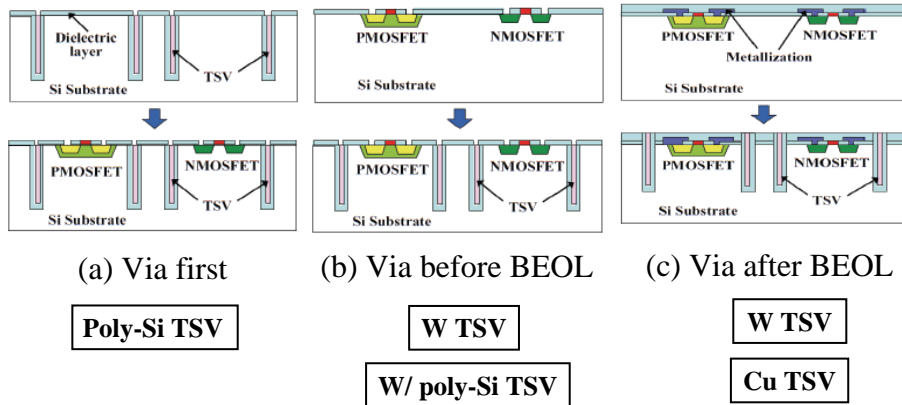 Dielectric
layer
TSV
Si Substrate
PMOSFET
NMOSFET
TSV
Si Substrate
(a) Via first
Poly-Si TSV
PMOSFET
NMOSFET
Si Substrate
PMOSFET
NMOSFET
TSV
Si Substrate
(b) Via before BEOL
W TSV
W/ poly-Si TSV
PMOSFET
NMOSFET
Metallization
Si Substrate
PMOSFET
NMOSFET
TSV
Si Substrate
(c) Via after BEOL
W TSV
Cu TSV